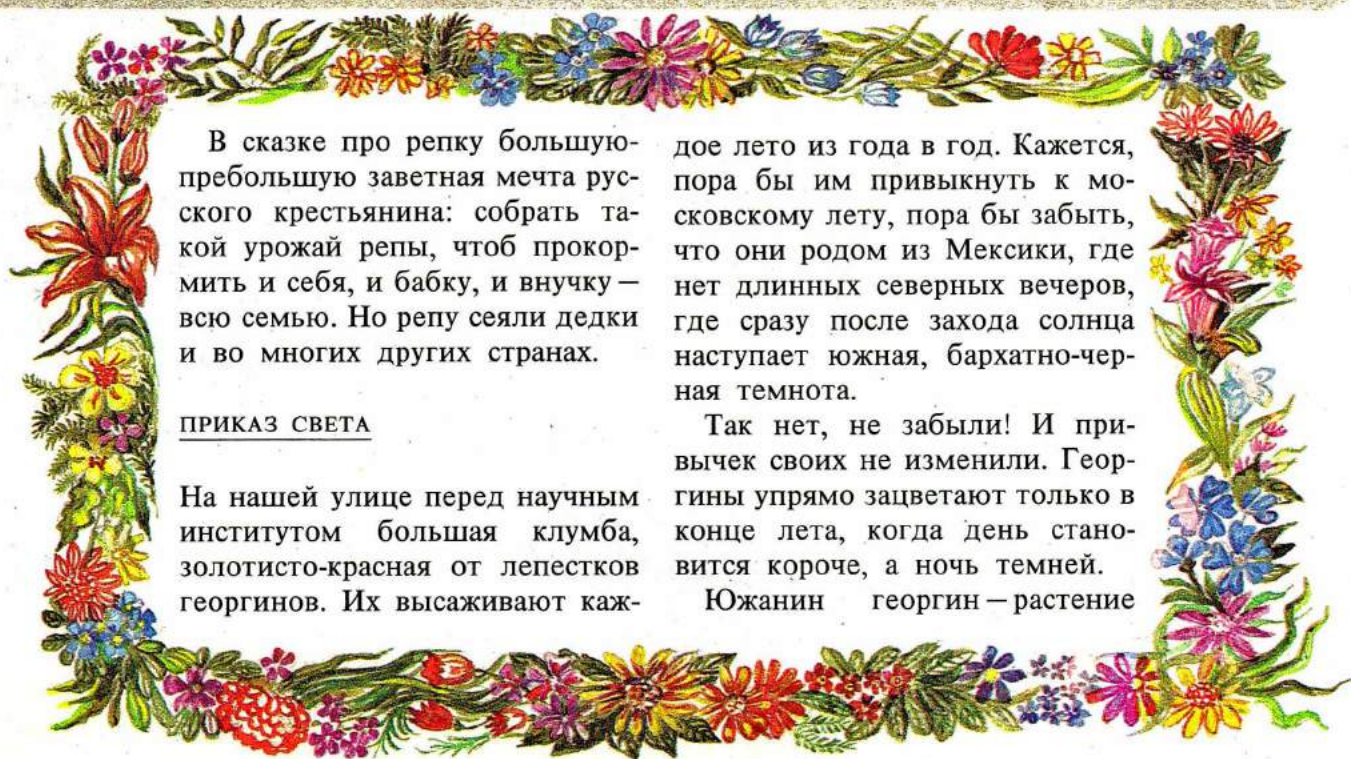 В сказке про репку большую-
пребольшую заветная мечта рус-
ского крестьянина: собрать та-
кой урожай репы, чтоб прокор-
мить и себя, и бабку, и внучку —
всю семью. Но репу сеяли дедки
и во многих других странах.
ПРИКАЗ СВЕТА
На нашей улице перед научным
институтом большая клумба,
золотисто-красная от лепестков
георгинов. Их высаживают каж-
дое лето из года в год. Кажется,
пора бы им привыкнуть к мо-
сковскому лету, пора бы забыть,
что они родом из Мексики, где
нет длинных северных вечеров,
где сразу после захода солнца
наступает южная, бархатно-чер-
ная темнота.
Так нет, не забыли! И при-
вычек своих не изменили. Геор-
гины упрямо зацветают только в
конце лета, когда день стано-
вится короче, а ночь темней.
Южанин георгин — растение